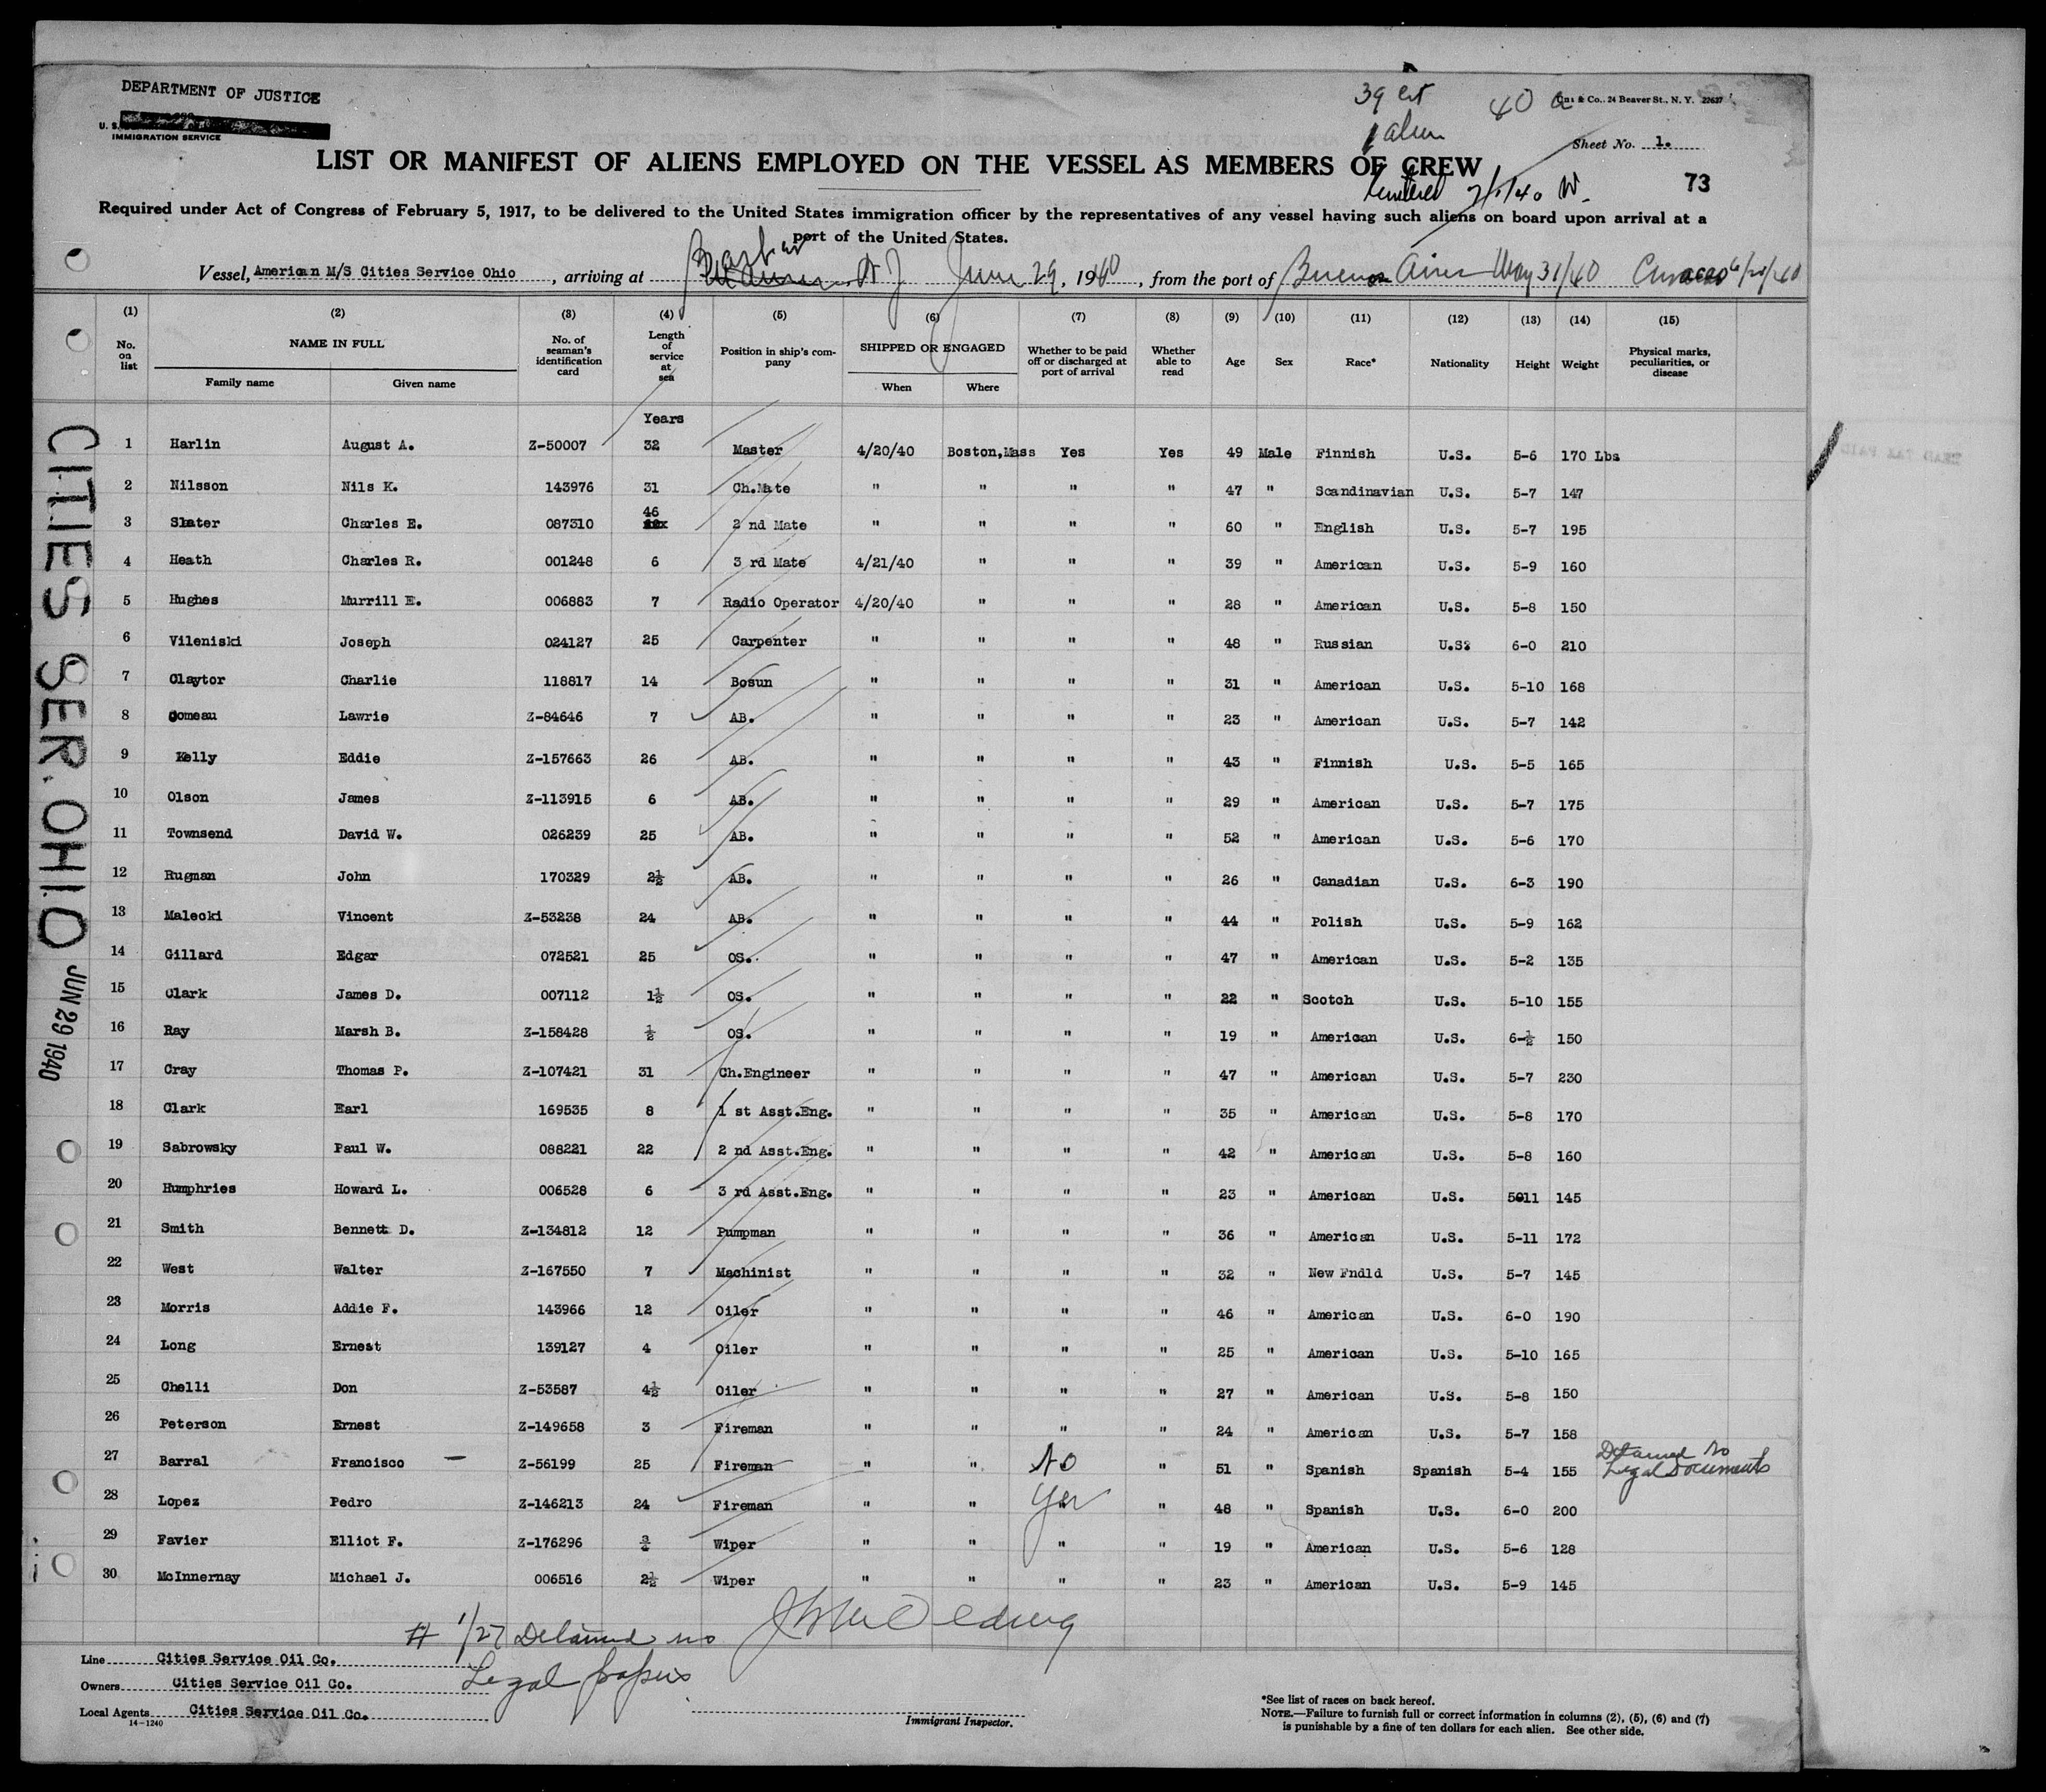 DEPARTMENT OF JUSTICE
U. S.
IMMIGRATION SERVICE
39 cit
40 a
1 alien
& Co., 24 Beaver St., N. Y. 22627
Sheet No. 1.
LIST OR MANIFEST OF ALIENS EMPLOYED ON THE VESSEL AS MEMBERS OF CREW
7/1/40 W.
73
Required under Act of Congress of February 5, 1917, to be delivered to the United States immigration officer by the representatives of any vessel having such aliens on board upon arrival at a
port of the United States.
Vessel, American M/S Cities Service Ohio, arriving at N J June 29, 1940, from the port of Buenos Aires May 31/40 Curacao 6/20/40
(1) (2) (3) (4) (5) (6) (7) (8) (9) (10) (11) (12) (13) (14) (15)
No. on list
NAME IN FULL
Family name Given name
No. of seaman's identification card
Length of service at sea
Position in ship's company
SHIPPED OR ENGAGED
When Where
Whether to be paid off or discharged at port of arrival
Whether able to read
Age Sex Race* Nationality Height Weight
Physical marks, peculiarities, or disease
Years
1 Harlin August A. Z-50007 32 Master 4/20/40 Boston,Mass Yes Yes 49 Male Finnish U.S. 5-6 170 Lbs
2 Nilsson Nils K. 143976 31 Ch.Mate " " " " 47 " Scandinavian U.S. 5-7 147
3 Slater Charles E. 087310 46 2 nd Mate " " " " 60 " English U.S. 5-7 195
4 Heath Charles R. 001248 6 3 rd Mate 4/21/40 " " " 39 " American U.S. 5-9 160
5 Hughes Murrill E. 006883 7 Radio Operator 4/20/40 " " " 28 " American U.S. 5-8 150
6 Vileniski Joseph 024127 25 Carpenter " " " " 48 " Russian U.S. 6-0 210
7 Claytor Charlie 118817 14 Bosun " " " " 31 " American U.S. 5-10 168
8 Comeau Lawrie Z-84646 7 AB. " " " " 23 " American U.S. 5-7 142
9 Kelly Eddie Z-157663 26 AB. " " " " 43 " Finnish U.S. 5-5 165
10 Olson James Z-113915 6 AB. " " " " 29 " American U.S. 5-7 175
11 Townsend David W. 026239 25 AB. " " " " 52 " American U.S. 5-6 170
12 Rugman John 170329 2½ AB. " " " " 26 " Canadian U.S. 6-3 190
13 Malecki Vincent Z-53238 24 AB. " " " " 44 " Polish U.S. 5-9 162
14 Gillard Edgar 072521 25 OS. " " " " 47 " American U.S. 5-2 135
15 Clark James D. 007112 1½ OS. " " " " 22 " Scotch U.S. 5-10 155
16 Ray Marsh B. Z-158428 ½ OS. " " " " 19 " American U.S. 6-½ 150
17 Cray Thomas P. Z-107421 31 Ch.Engineer " " " " 47 " American U.S. 5-7 230
18 Clark Earl 169535 8 1 st Asst.Eng. " " " " 35 " American U.S. 5-8 170
19 Sabrowsky Paul W. 088221 22 2 nd Asst.Eng. " " " " 42 " American U.S. 5-8 160
20 Humphries Howard L. 006528 6 3 rd Asst.Eng. " " " " 23 " American U.S. 5011 145
21 Smith Bennett D. Z-134812 12 Pumpman " " " " 36 " American U.S. 5-11 172
22 West Walter Z-167550 7 Machinist " " " " 32 " New Fndld U.S. 5-7 145
23 Morris Addie F. 143966 12 Oiler " " " " 46 " American U.S. 6-0 190
24 Long Ernest 139127 4 Oiler " " " " 25 " American U.S. 5-10 165
25 Chelli Don Z-53587 4½ Oiler " " " " 27 " American U.S. 5-8 150
26 Peterson Ernest Z-149658 3 Fireman " " " " 24 " American U.S. 5-7 158
27 Barral Francisco — Z-56199 25 Fireman " " No " 51 " Spanish Spanish 5-4 155 Detained No Legal Documents
28 Lopez Pedro Z-146213 24 Fireman " " Yes " 48 " Spanish U.S. 6-0 200
29 Favier Elliot F. Z-176296 ¾ Wiper " " " " 19 " American U.S. 5-6 128
30 McInnernay Michael J. 006516 2½ Wiper " " " " 23 " American U.S. 5-9 145
# 1/27 Detained no
Legal papers
Line Cities Service Oil Co.
Owners Cities Service Oil Co.
Local Agents Cities Service Oil Co.
14-1240
Immigrant Inspector.
*See list of races on back hereof.
NOTE.—Failure to furnish full or correct information in columns (2), (5), (6) and (7)
is punishable by a fine of ten dollars for each alien. See other side.
CITIES SER. OHIO JUN 29 1940